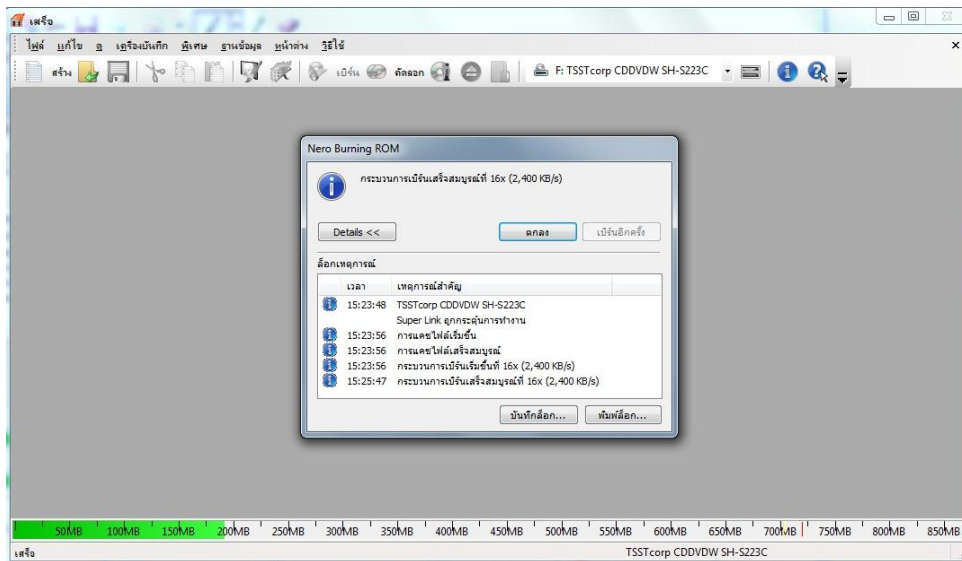 เสร็จ
ไฟล์ แก้ไข ดู เครื่องบันทึก พิเศษ ฐานข้อมูล หน้าต่าง วิธีใช้
สร้าง เบิร์น คัดลอก F: TSSTcorp CDDVDW SH-S223C
Nero Burning ROM
กระบวนการเบิร์นเสร็จสมบูรณ์ที่ 16x (2,400 KB/s)
Details << ตกลง เบิร์นอีกครั้ง
ล็อกเหตุการณ์
เวลา เหตุการณ์สำคัญ
15:23:48 TSSTcorp CDDVDW SH-S223C
Super Link ถูกกระตุ้นการทำงาน
15:23:56 การแคชไฟล์เริ่มขึ้น
15:23:56 การแคชไฟล์เสร็จสมบูรณ์
15:23:56 กระบวนการเบิร์นเริ่มขึ้นที่ 16x (2,400 KB/s)
15:25:47 กระบวนการเบิร์นเสร็จสมบูรณ์ที่ 16x (2,400 KB/s)
บันทึกล็อก... พิมพ์ล็อก...
50MB 100MB 150MB 200MB 250MB 300MB 350MB 400MB 450MB 500MB 550MB 600MB 650MB 700MB 750MB 800MB 850MB
เสร็จ TSSTcorp CDDVDW SH-S223C